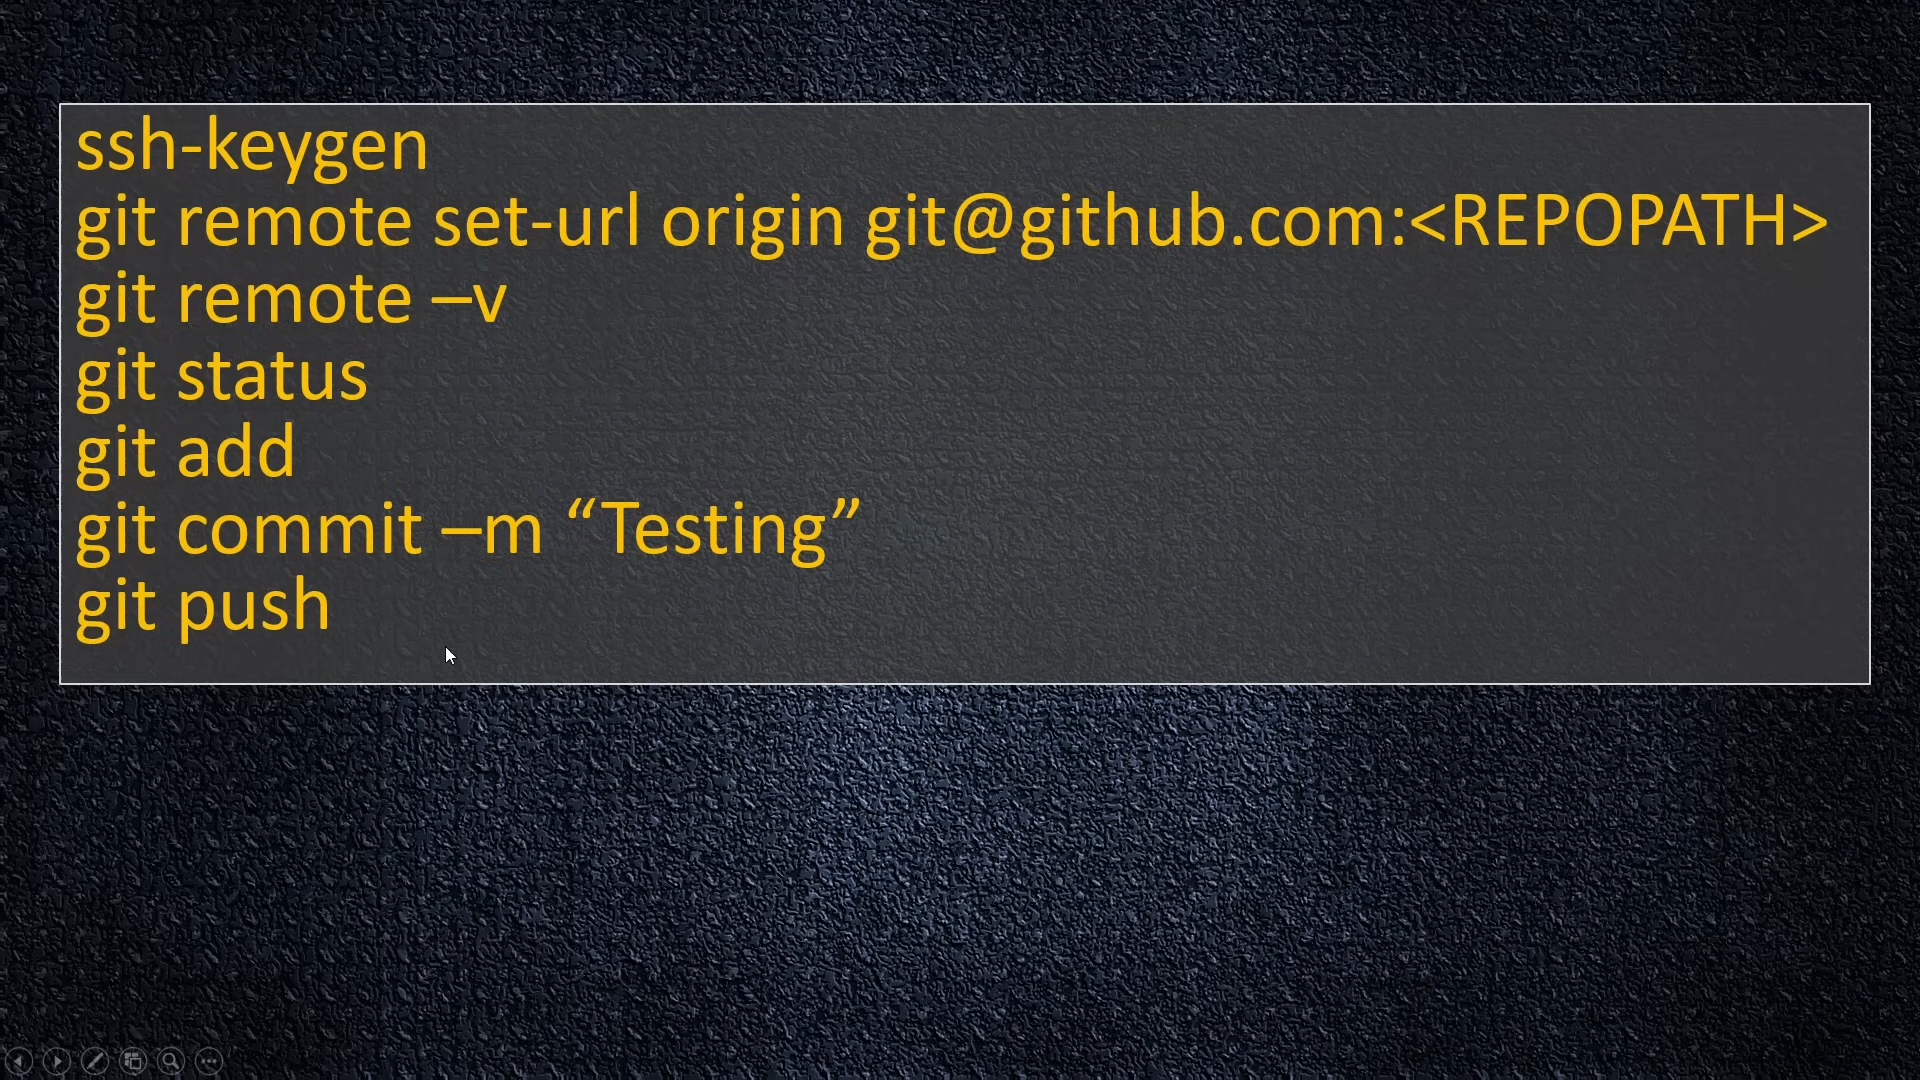 ssh-keygen
git remote set-url origin git@github.com:<REPOPATH>
git remote –v
git status
git add
git commit –m “Testing”
git push